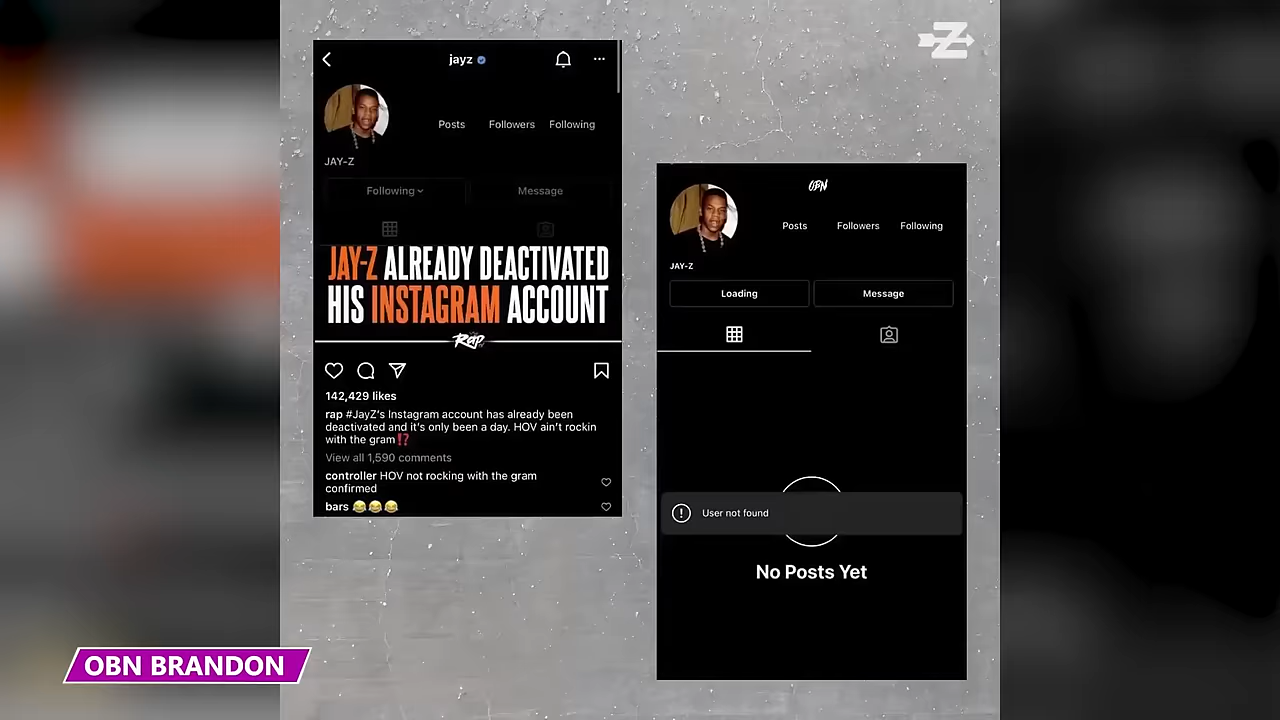 jayz
Posts Followers Following
JAY-Z
Following Message
JAY-Z ALREADY DEACTIVATED
HIS INSTAGRAM ACCOUNT
RAP
142,429 likes
rap #JayZ's Instagram account has already been
deactivated and it's only been a day. HOV ain't rockin
with the gram⁉️
View all 1,590 comments
controller HOV not rocking with the gram
confirmed
bars 😂😂😂
Z
OBN
Posts Followers Following
JAY-Z
Loading Message
User not found
No Posts Yet
OBN BRANDON